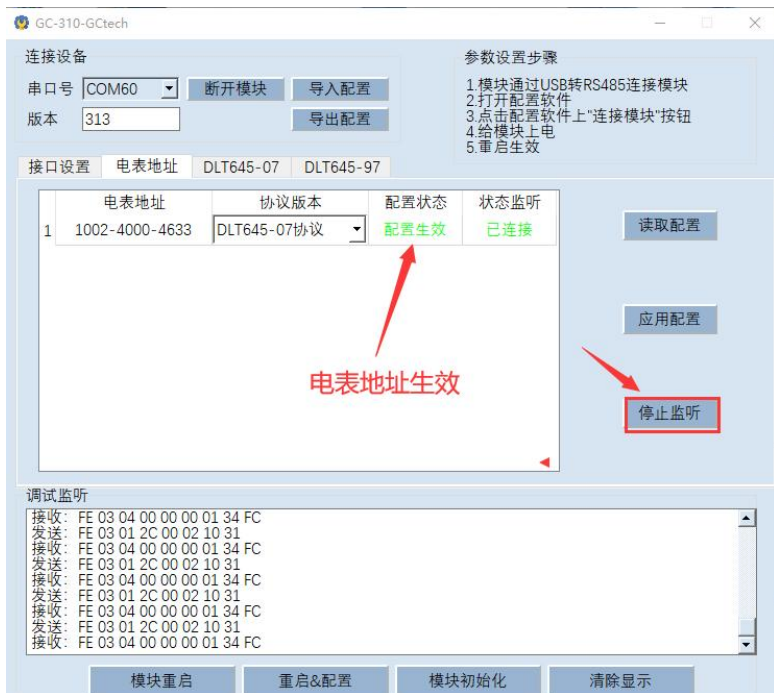 GC-310-GCtech
连接设备
串口号 COM60 断开模块 导入配置
版本 313 导出配置
参数设置步骤
1.模块通过USB转RS485连接模块
2.打开配置软件
3.点击配置软件上"连接模块"按钮
4.给模块上电
5.重启生效
接口设置 电表地址 DLT645-07 DLT645-97
电表地址 协议版本 配置状态 状态监听
1 1002-4000-4633 DLT645-07协议 配置生效 已连接
读取配置
应用配置
电表地址生效
停止监听
调试监听
接收: FE 03 04 00 00 00 01 34 FC
发送: FE 03 01 2C 00 02 10 31
接收: FE 03 04 00 00 00 01 34 FC
发送: FE 03 01 2C 00 02 10 31
接收: FE 03 04 00 00 00 01 34 FC
发送: FE 03 01 2C 00 02 10 31
接收: FE 03 04 00 00 00 01 34 FC
发送: FE 03 01 2C 00 02 10 31
接收: FE 03 04 00 00 00 01 34 FC
模块重启 重启&配置 模块初始化 清除显示